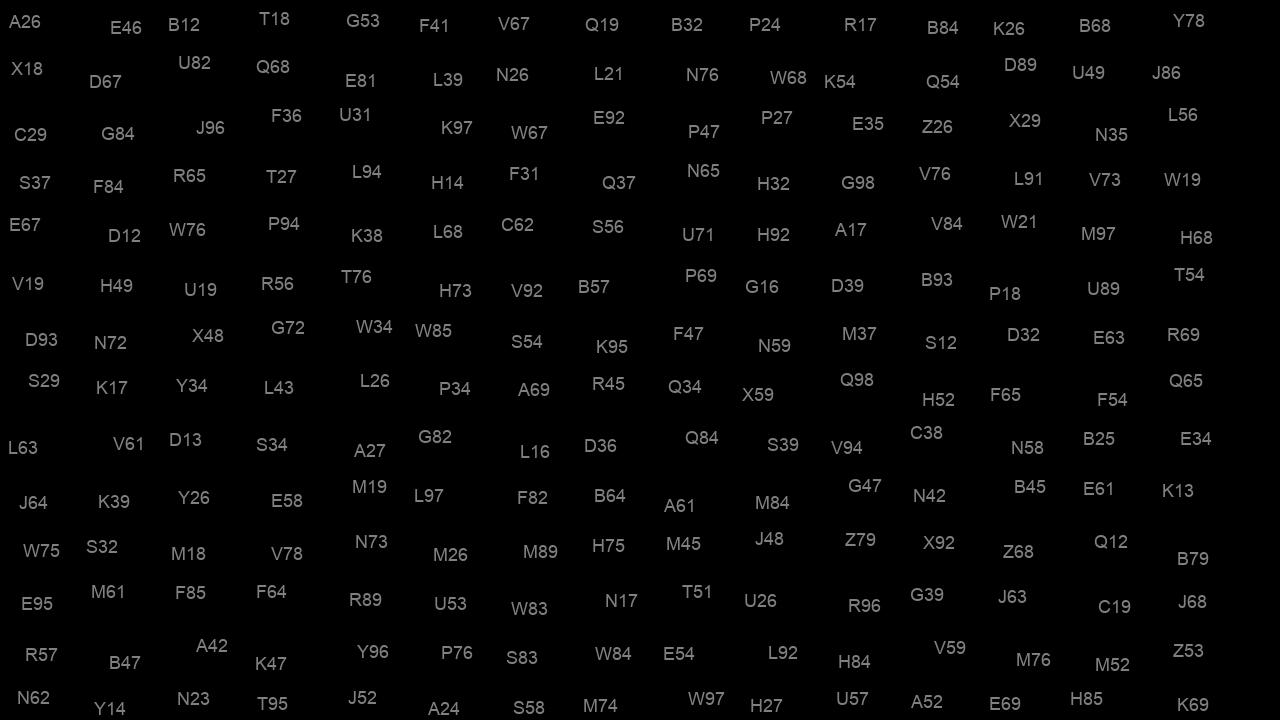 A26 E46 B12 T18 G53 F41 V67 Q19 B32 P24 R17 B84 K26 B68 Y78
X18 D67 U82 Q68 E81 L39 N26 L21 N76 W68 K54 Q54 D89 U49 J86
C29 G84 J96 F36 U31 K97 W67 E92 P47 P27 E35 Z26 X29 N35 L56
S37 F84 R65 T27 L94 H14 F31 Q37 N65 H32 G98 V76 L91 V73 W19
E67 D12 W76 P94 K38 L68 C62 S56 U71 H92 A17 V84 W21 M97 H68
V19 H49 U19 R56 T76 H73 V92 B57 P69 G16 D39 B93 P18 U89 T54
D93 N72 X48 G72 W34 W85 S54 K95 F47 N59 M37 S12 D32 E63 R69
S29 K17 Y34 L43 L26 P34 A69 R45 Q34 X59 Q98 H52 F65 F54 Q65
L63 V61 D13 S34 A27 G82 L16 D36 Q84 S39 V94 C38 N58 B25 E34
J64 K39 Y26 E58 M19 L97 F82 B64 A61 M84 G47 N42 B45 E61 K13
W75 S32 M18 V78 N73 M26 M89 H75 M45 J48 Z79 X92 Z68 Q12 B79
E95 M61 F85 F64 R89 U53 W83 N17 T51 U26 R96 G39 J63 C19 J68
R57 B47 A42 K47 Y96 P76 S83 W84 E54 L92 H84 V59 M76 M52 Z53
N62 Y14 N23 T95 J52 A24 S58 M74 W97 H27 U57 A52 E69 H85 K69